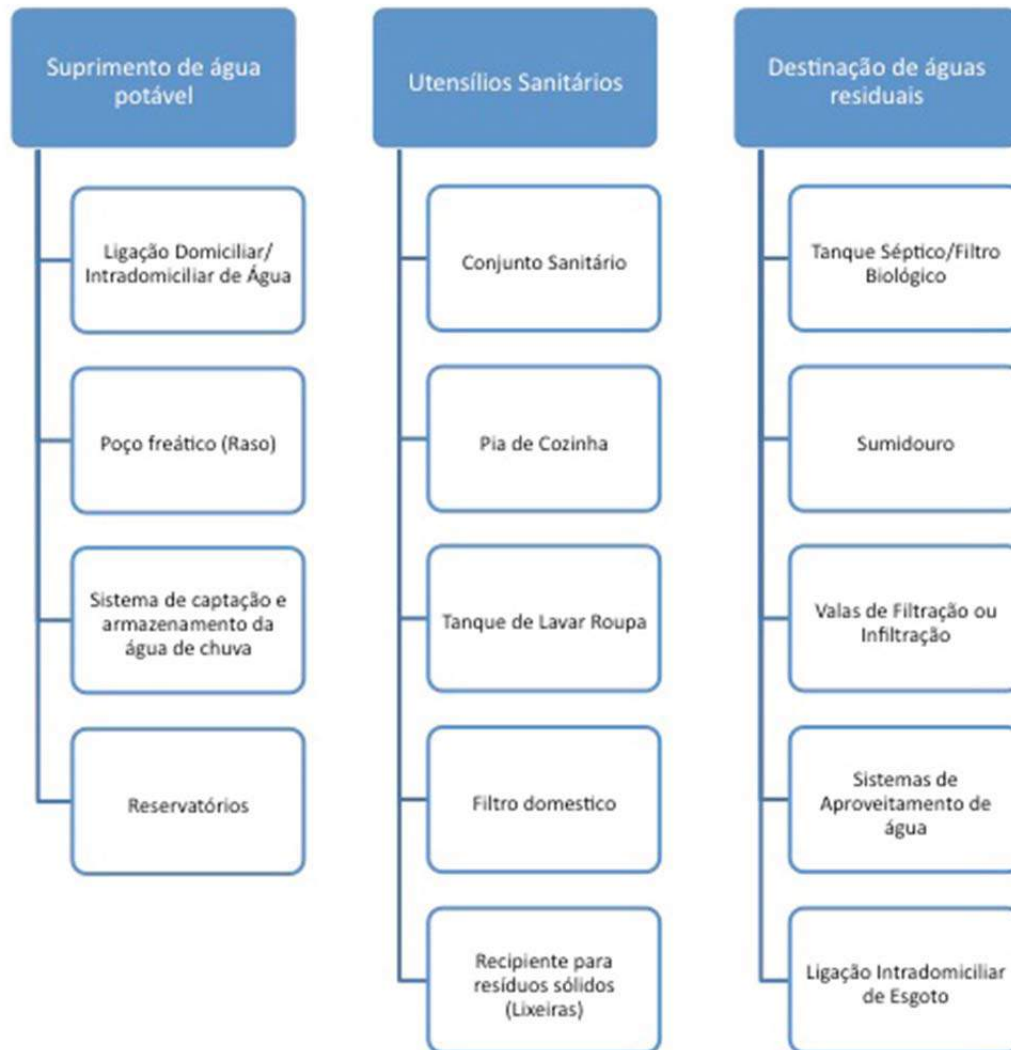 Suprimento de água
potável
Ligação Domiciliar/
Intradomiciliar de Água
Poço freático (Raso)
Sistema de captação e
armazenamento da
água de chuva
Reservatórios
Utensílios Sanitários
Conjunto Sanitário
Pia de Cozinha
Tanque de Lavar Roupa
Filtro domestico
Recipiente para
resíduos sólidos
(Lixeiras)
Destinação de águas
residuais
Tanque Séptico/Filtro
Biológico
Sumidouro
Valas de Filtração ou
Infiltração
Sistemas de
Aproveitamento de
água
Ligação Intradomiciliar
de Esgoto